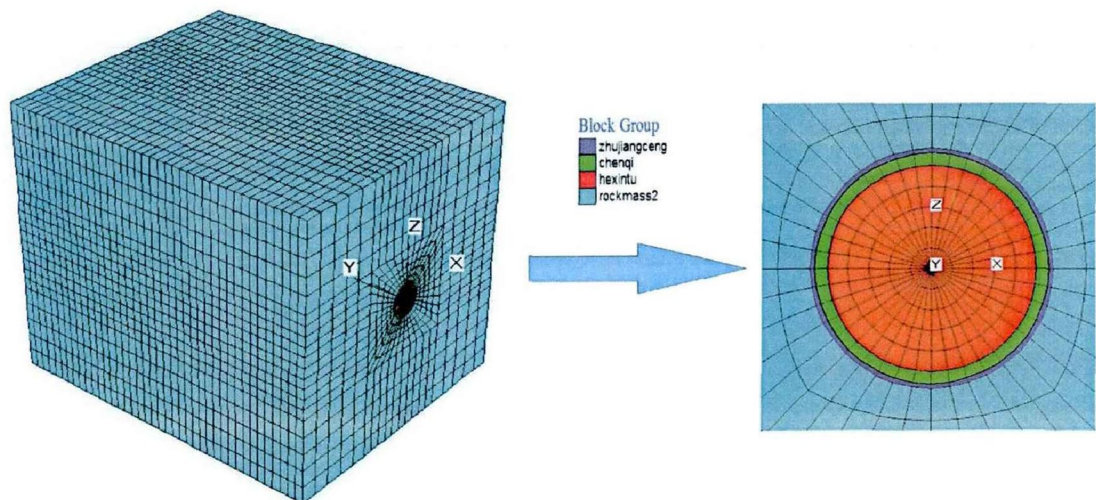 Z
Y
X
Block Group
zhujiangceng
chenqi
hexintu
rockmass2
Z
Y
X